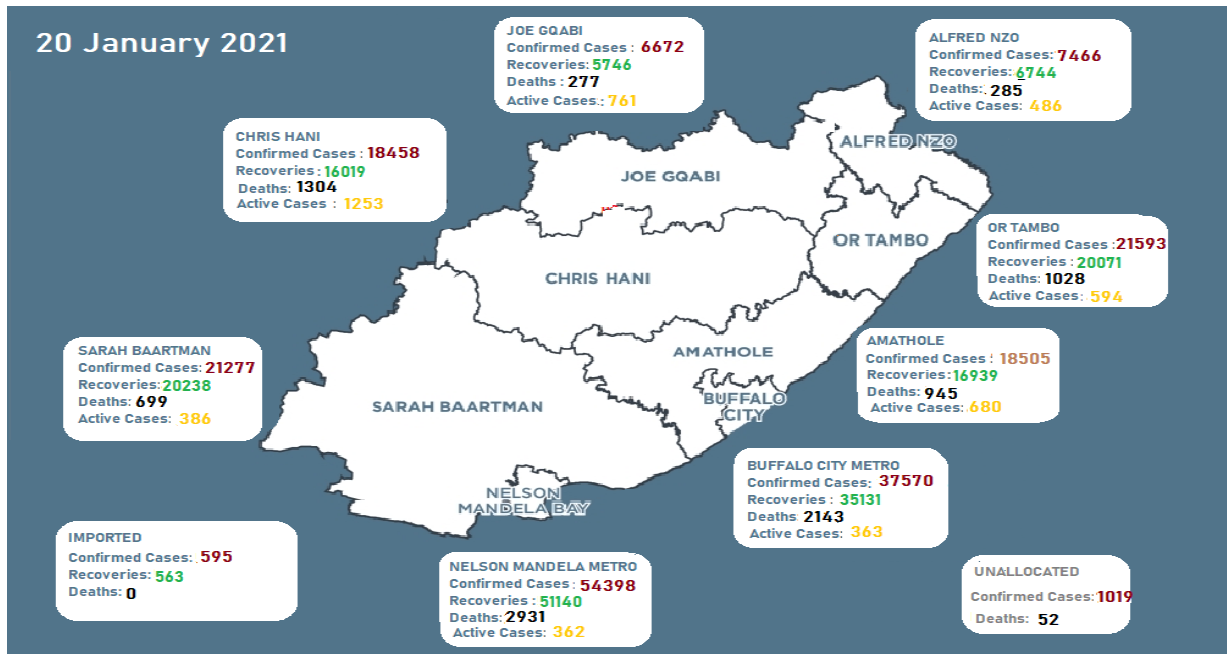 20 January 2021
JOE GQABI
Confirmed Cases : 6672
Recoveries: 5746
Deaths : 277
Active Cases.: 761
ALFRED NZO
Confirmed Cases: 7466
Recoveries: 6744
Deaths:. 285
Active Cases: 486
CHRIS HANI
Confirmed Cases : 18458
Recoveries : 16019
Deaths: 1304
Active Cases : 1253
ALFRED NZO
JOE GQABI
OR TAMBO
CHRIS HANI
OR TAMBO
Confirmed Cases :21593
Recoveries : 20071
Deaths: 1028
Active Cases: 594
SARAH BAARTMAN
Confirmed Cases: 21277
Recoveries: 20238
Deaths: 699
Active Cases: 386
AMATHOLE
Confirmed Cases : 18505
Recoveries :16939
Deaths: 945
Active Cases: 680
AMATHOLE
BUFFALO
CITY
SARAH BAARTMAN
NELSON
MANDELA BAY
BUFFALO CITY METRO
Confirmed Cases: 37570
Recoveries : 35131
Deaths 2143
Active Cases: 363
IMPORTED
Confirmed Cases: 595
Recoveries: 563
Deaths: 0
NELSON MANDELA METRO
Confirmed Cases : 54398
Recoveries : 51140
Deaths: 2931
Active Cases: 362
UNALLOCATED
Confirmed Cases: 1019
Deaths: 52